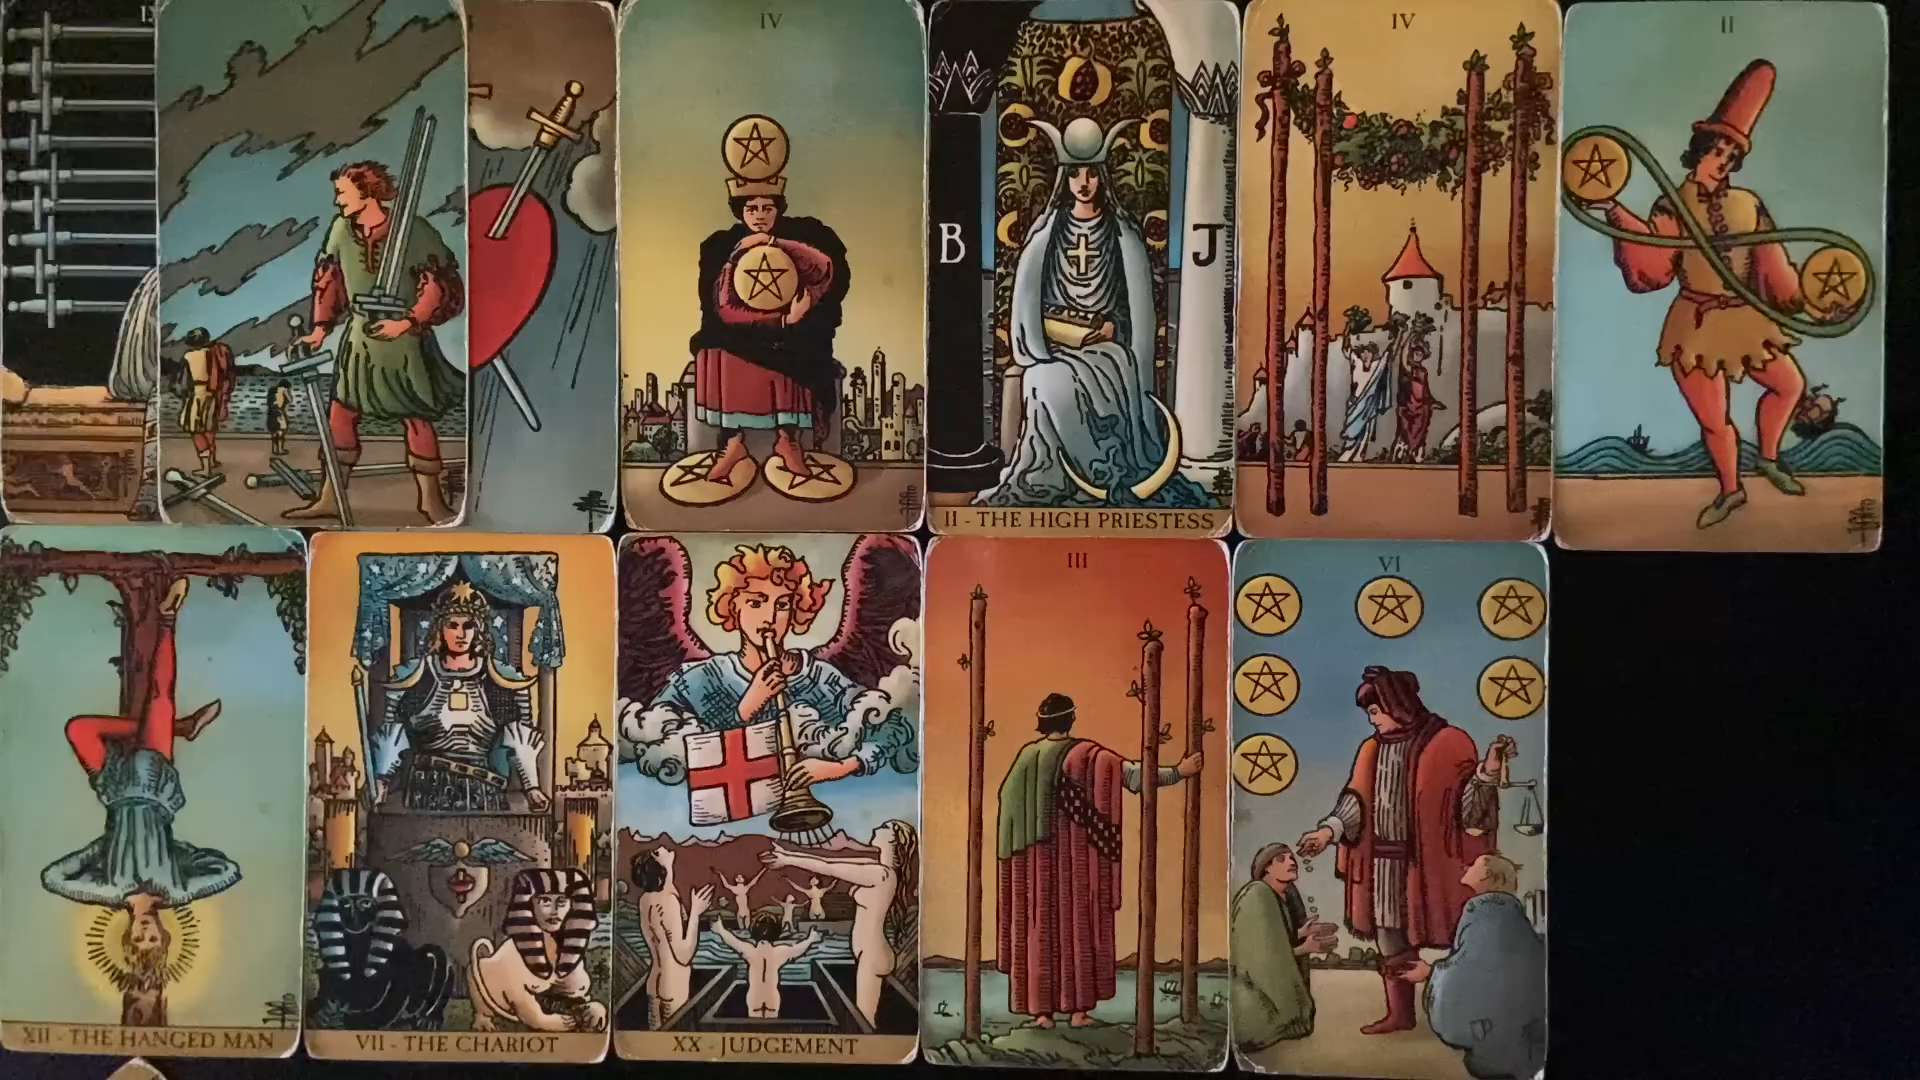 V
IV
B
J
II - THE HIGH PRIESTESS
IV
II
XII - THE HANGED MAN
VII - THE CHARIOT
XX - JUDGEMENT
III
VI